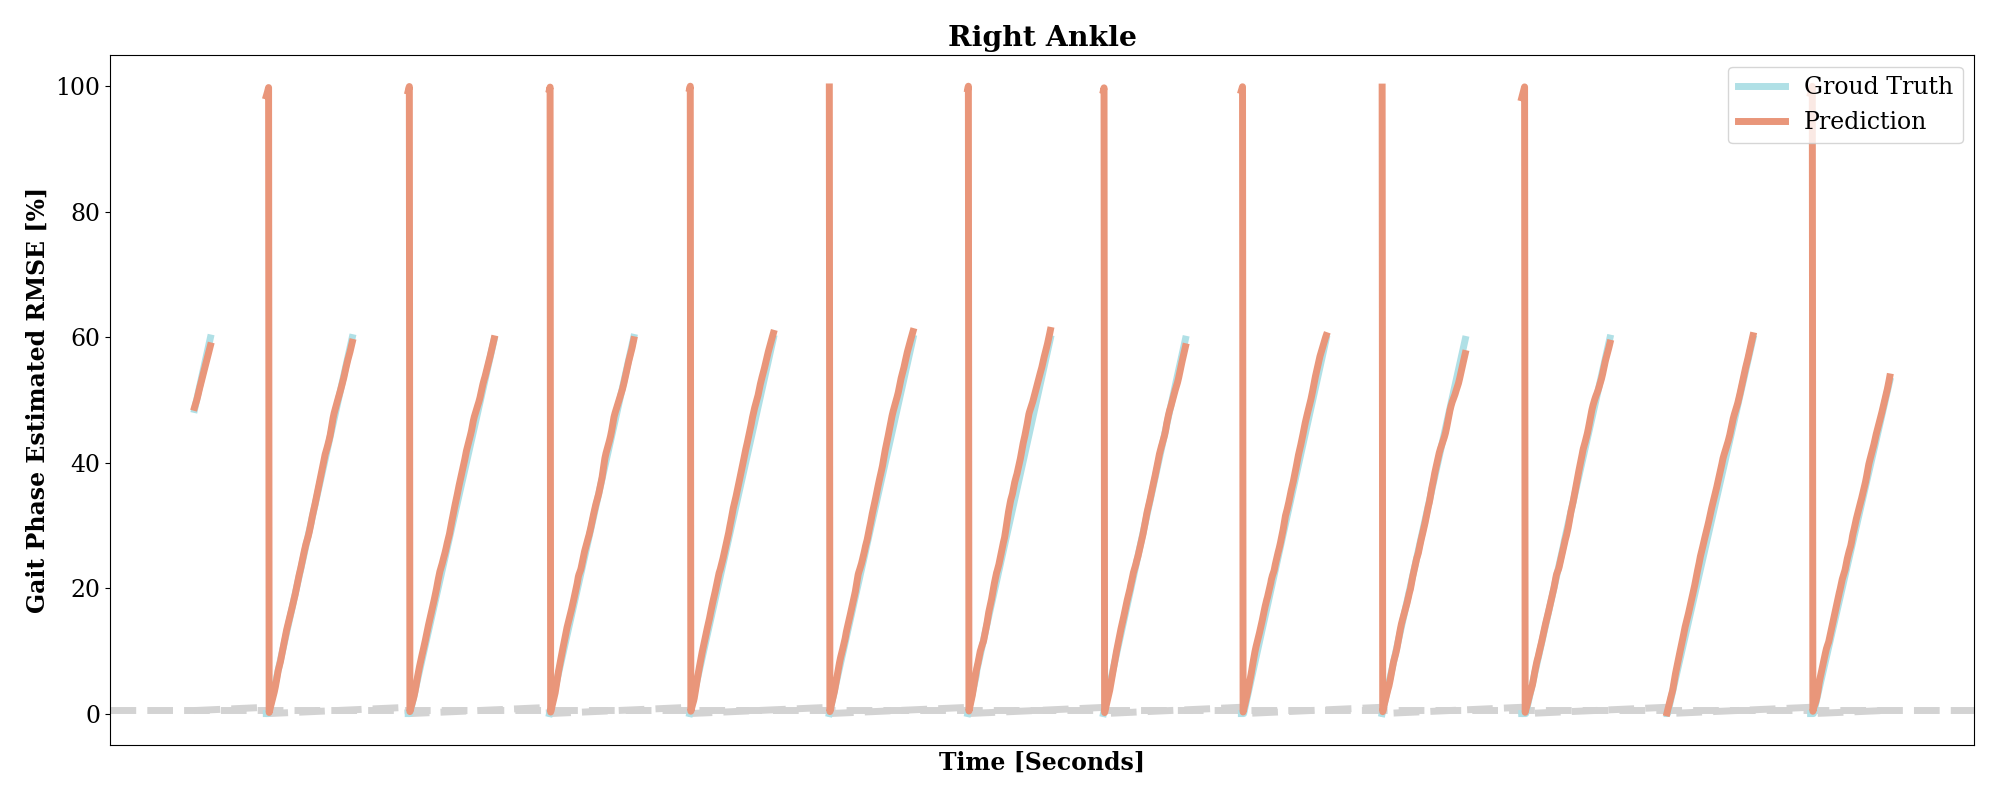 Right Ankle
Groud Truth
Prediction
Gait Phase Estimated RMSE [%]
100
80
60
40
20
0
Time [Seconds]